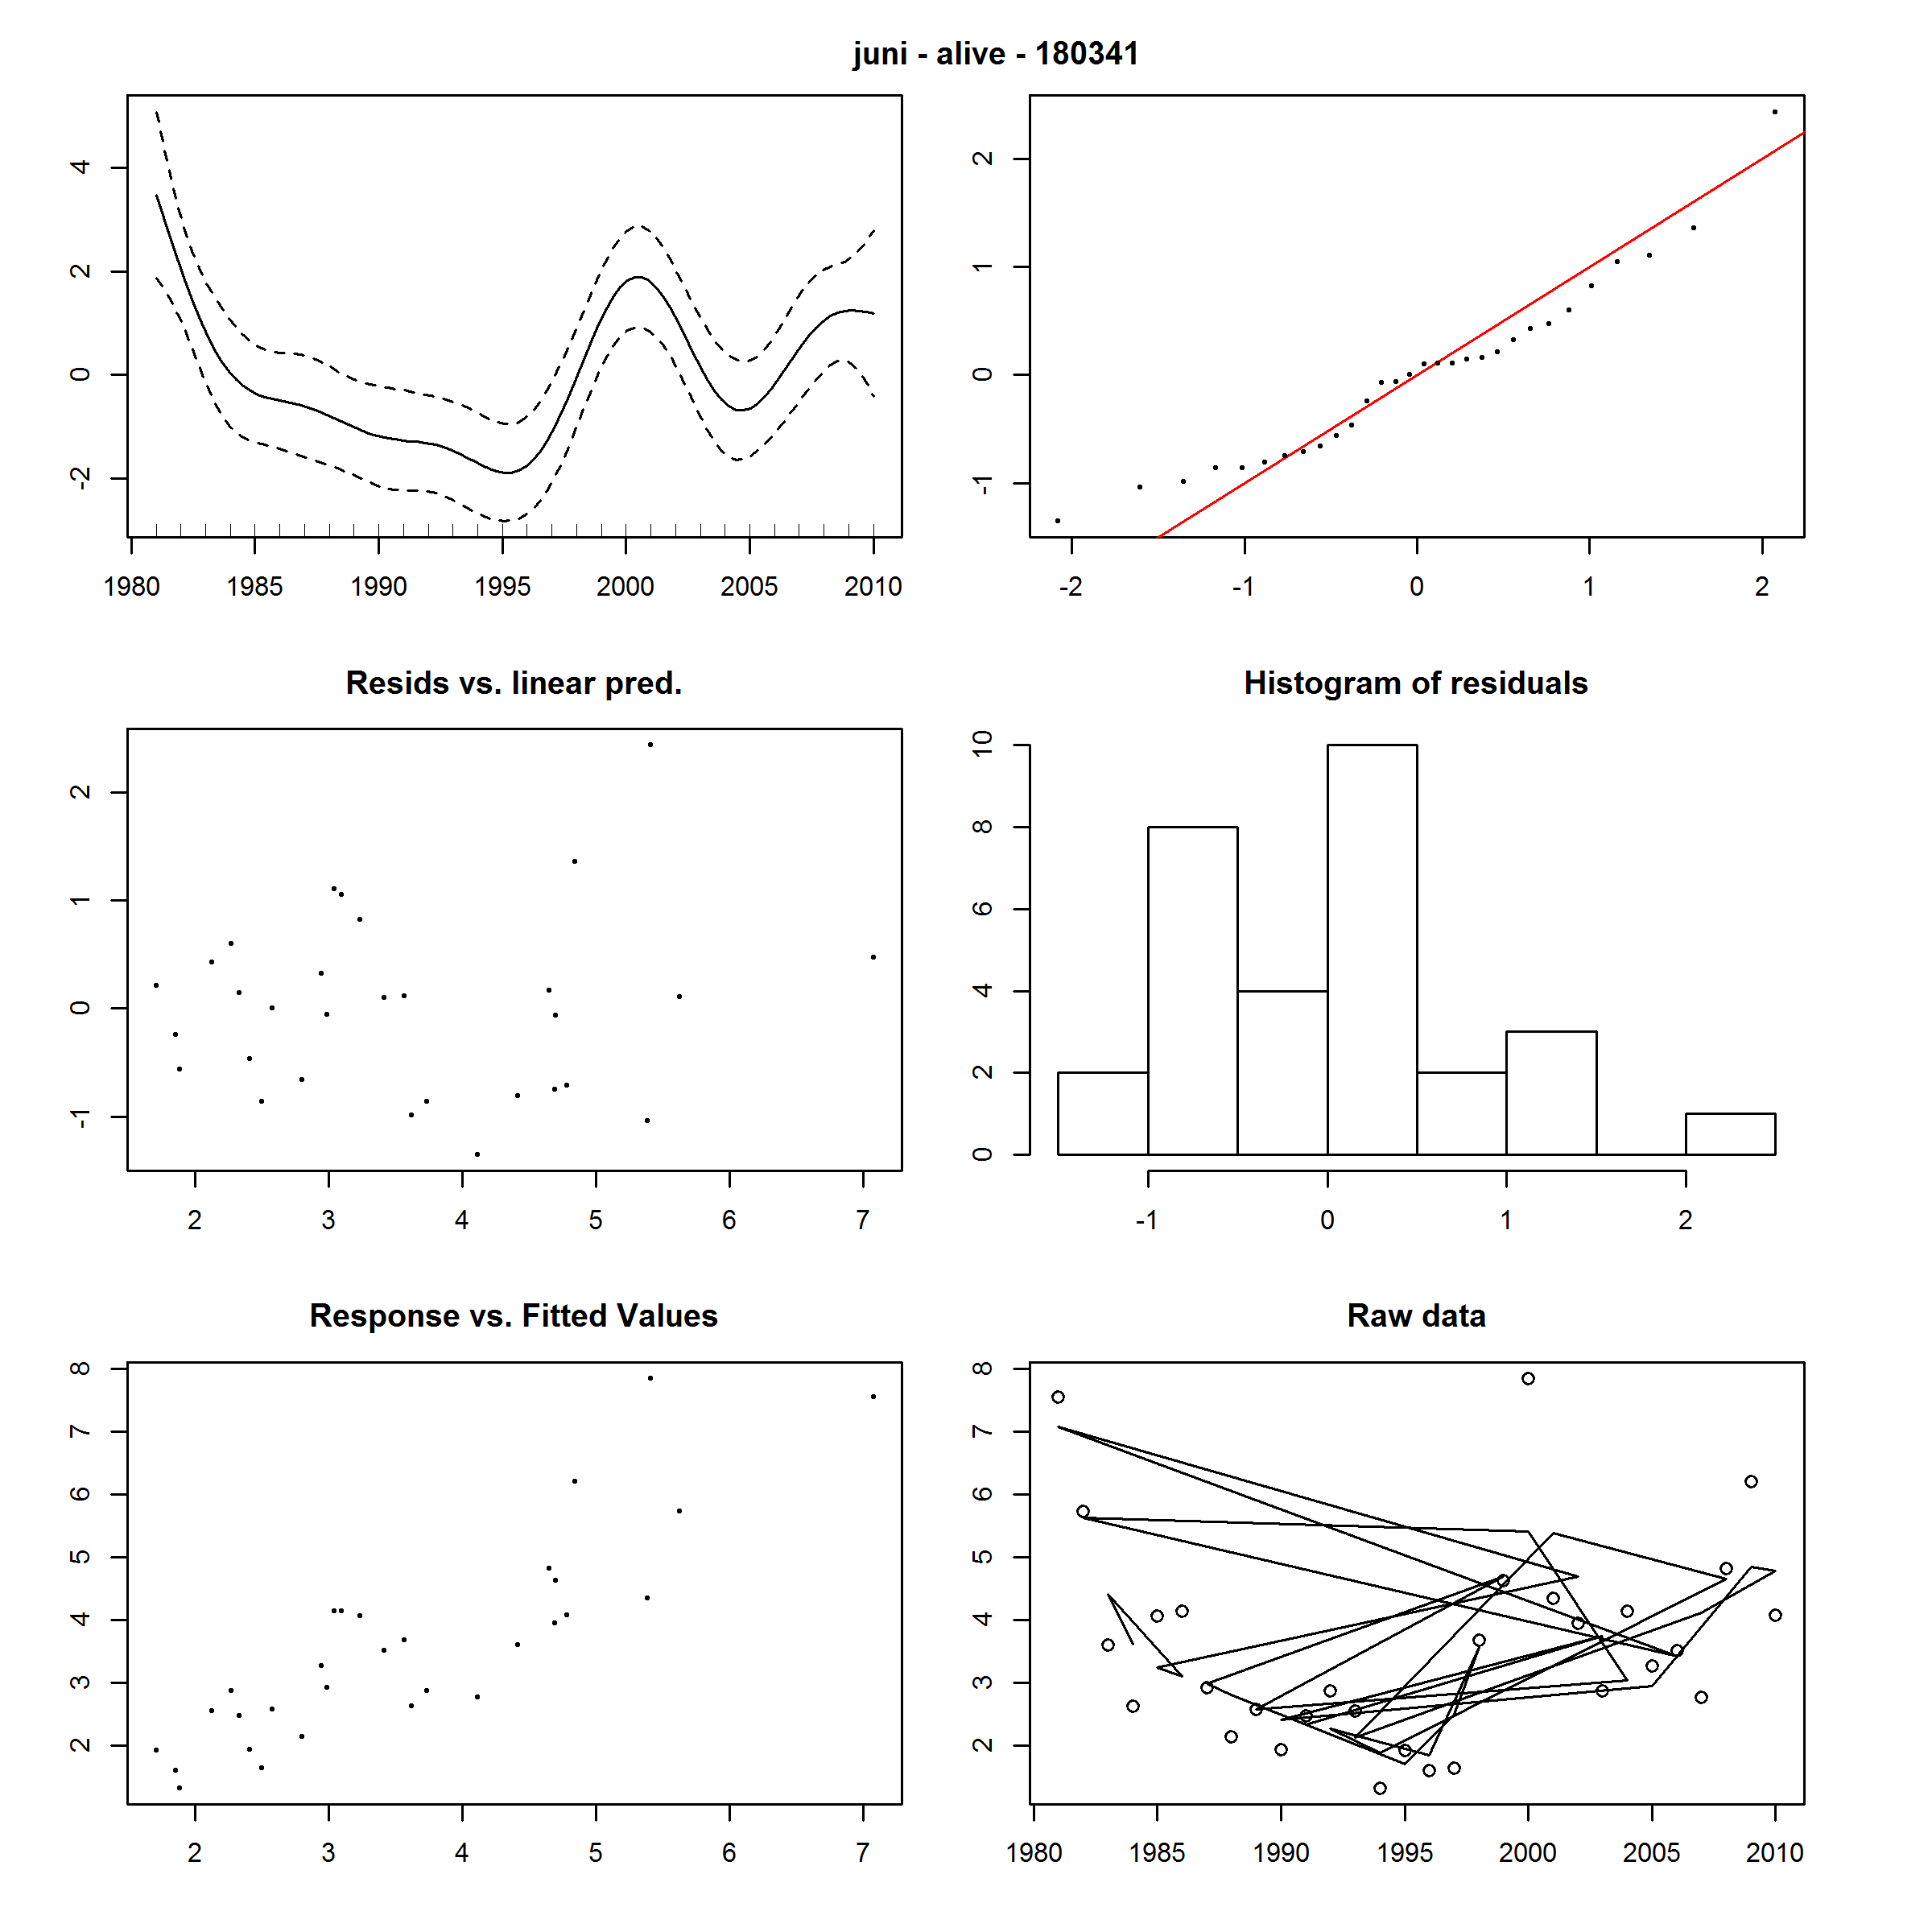 juni - alive - 180341
4
2
0
-2
1980 1985 1990 1995 2000 2005 2010
2
1
0
-1
-2 -1 0 1 2
Resids vs. linear pred.
2
1
0
-1
2 3 4 5 6 7
Histogram of residuals
10
8
6
4
2
0
-1 0 1 2
Response vs. Fitted Values
8
7
6
5
4
3
2
2 3 4 5 6 7
Raw data
8
7
6
5
4
3
2
1980 1985 1990 1995 2000 2005 2010